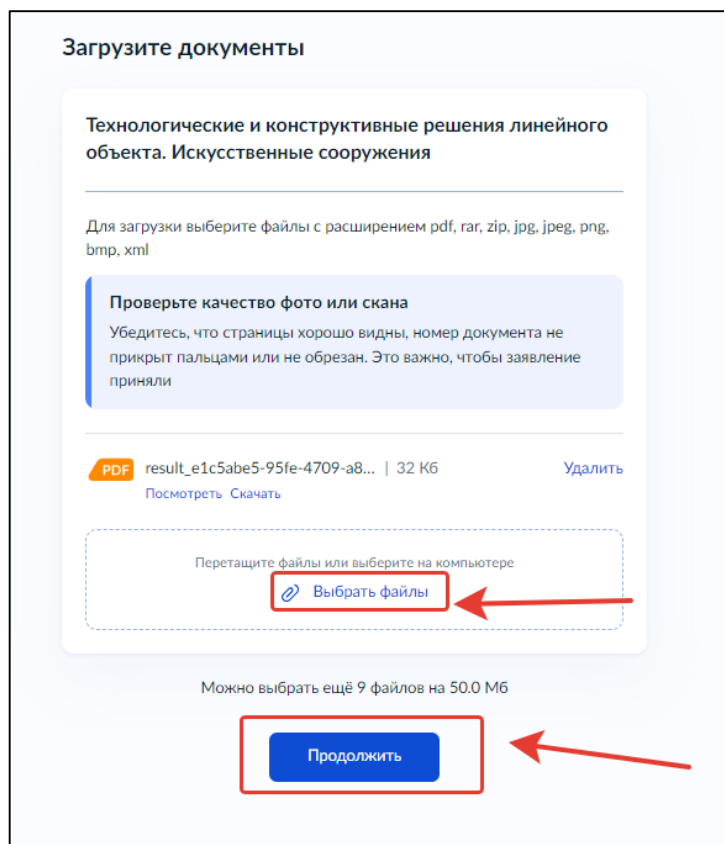 Загрузите документы
Технологические и конструктивные решения линейного
объекта. Искусственные сооружения
Для загрузки выберите файлы с расширением pdf, rar, zip, jpg, jpeg, png,
bmp, xml
Проверьте качество фото или скана
Убедитесь, что страницы хорошо видны, номер документа не
прикрыт пальцами или не обрезан. Это важно, чтобы заявление
приняли
PDF result_e1c5abe5-95fe-4709-a8... | 32 Кб Удалить
Посмотреть Скачать
Перетащите файлы или выберите на компьютере
Выбрать файлы
Можно выбрать ещё 9 файлов на 50.0 Мб
Продолжить